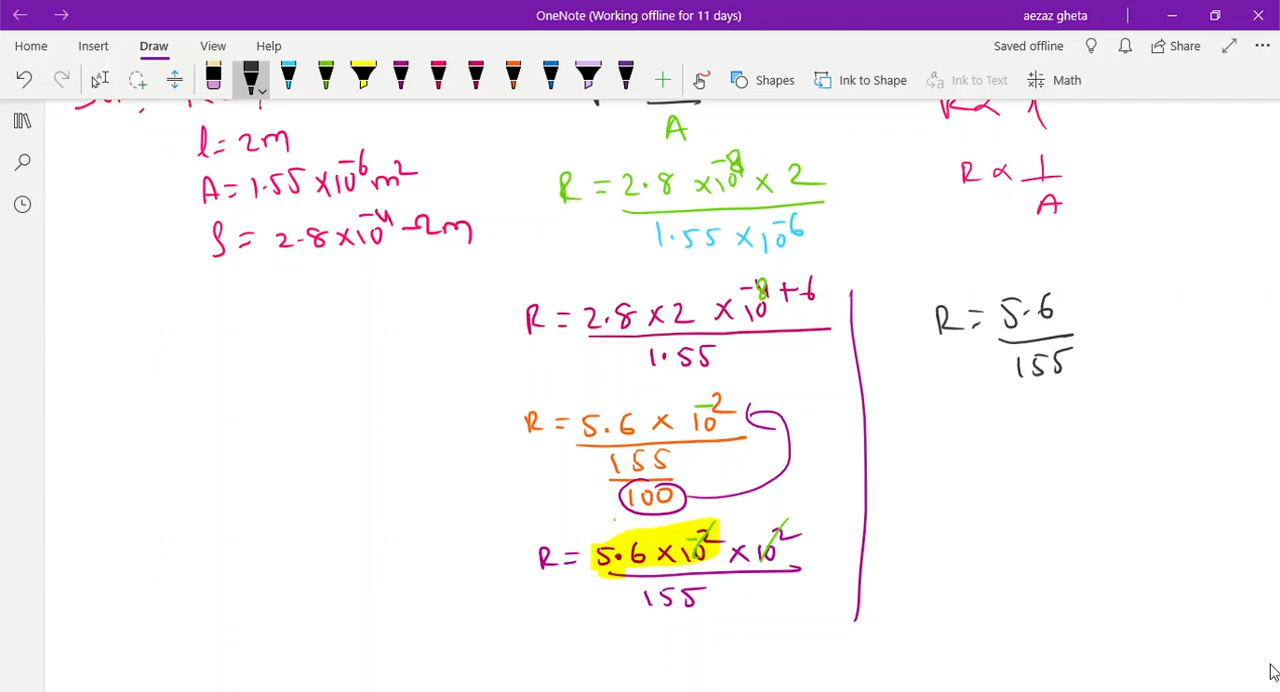 OneNote (Working offline for 11 days)
aezaz gheta
Home Insert Draw View Help
Saved offline
Share
Shapes
Ink to Shape
Ink to Text
Math
A
l = 2m
A = 1.55 × 10⁻⁶ m²
ρ = 2.8 × 10⁻⁴ Ωm
R = 2.8 × 10⁻⁸ × 2
1.55 × 10⁻⁶
R ∝ l
R ∝ 1
A
R = 2.8 × 2 × 10⁻⁸⁺⁶
1.55
R = 5.6 × 10⁻²
155
100
R = 5.6 × 10⁻² × 10²
155
R = 5.6
155